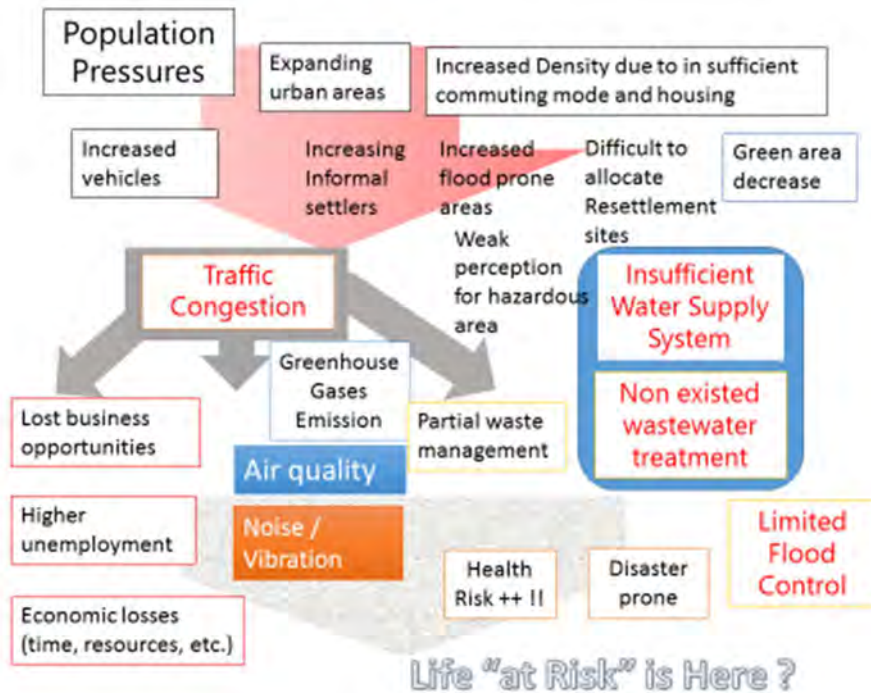 Population
Pressures
Expanding
urban areas
Increased Density due to in sufficient
commuting mode and housing
Increased
vehicles
Increasing
Informal
settlers
Increased
flood prone
areas
Difficult to
allocate
Resettlement
sites
Green area
decrease
Weak
perception
for hazardous
area
Traffic
Congestion
Insufficient
Water Supply
System
Greenhouse
Gases
Emission
Non existed
wastewater
treatment
Lost business
opportunities
Partial waste
management
Air quality
Higher
unemployment
Noise /
Vibration
Limited
Flood
Control
Health
Risk ++ !!
Disaster
prone
Economic losses
(time, resources, etc.)
Life "at Risk" is Here ?